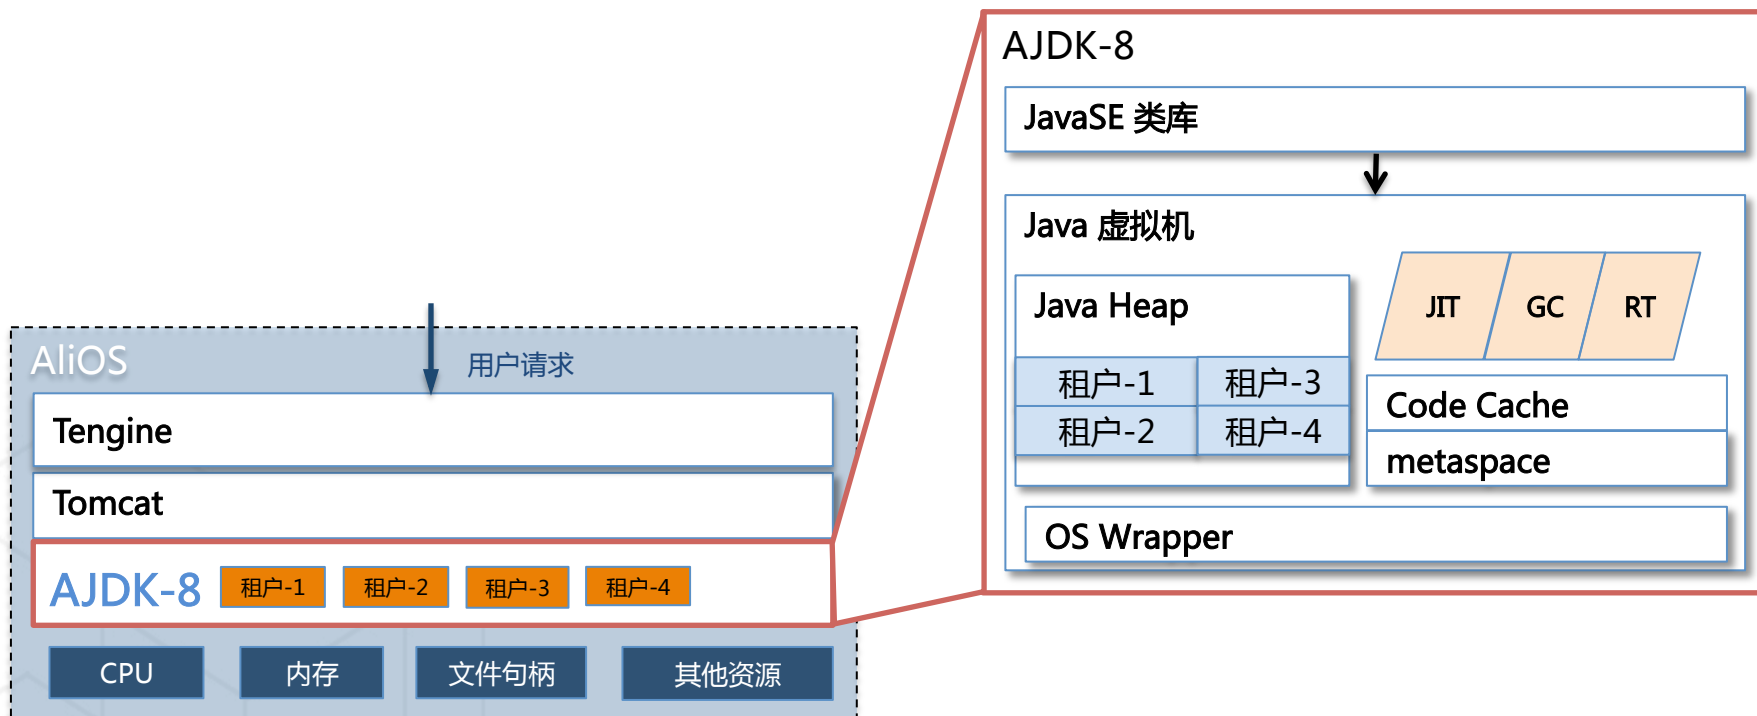 AliOS
用户请求
Tengine
Tomcat
AJDK-8 租户-1 租户-2 租户-3 租户-4
CPU 内存 文件句柄 其他资源
AJDK-8
JavaSE 类库
Java 虚拟机
Java Heap
租户-1 租户-3
租户-2 租户-4
JIT GC RT
Code Cache
metaspace
OS Wrapper